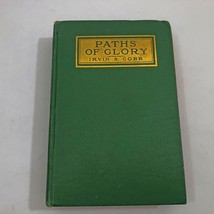 PATHS
OF GLORY
IRVIN S. COBB